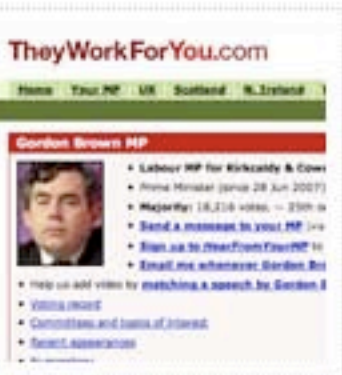 TheyWorkForYou.com
Home Your MP UK Scotland N.Ireland
Gordon Brown MP
• Labour MP for Kirkcaldy & Cow
• Prime Minister (since 28 Jun 2007)
• Majority: 18,216 votes. — 25th
• Send a message to your MP
• Sign up to HearFromYourMP to
• Email me whenever Gordon Bro
• Help us add video by matching a speech by Gordon B
• Voting record
• Committees and topics of interest
• Recent appearances